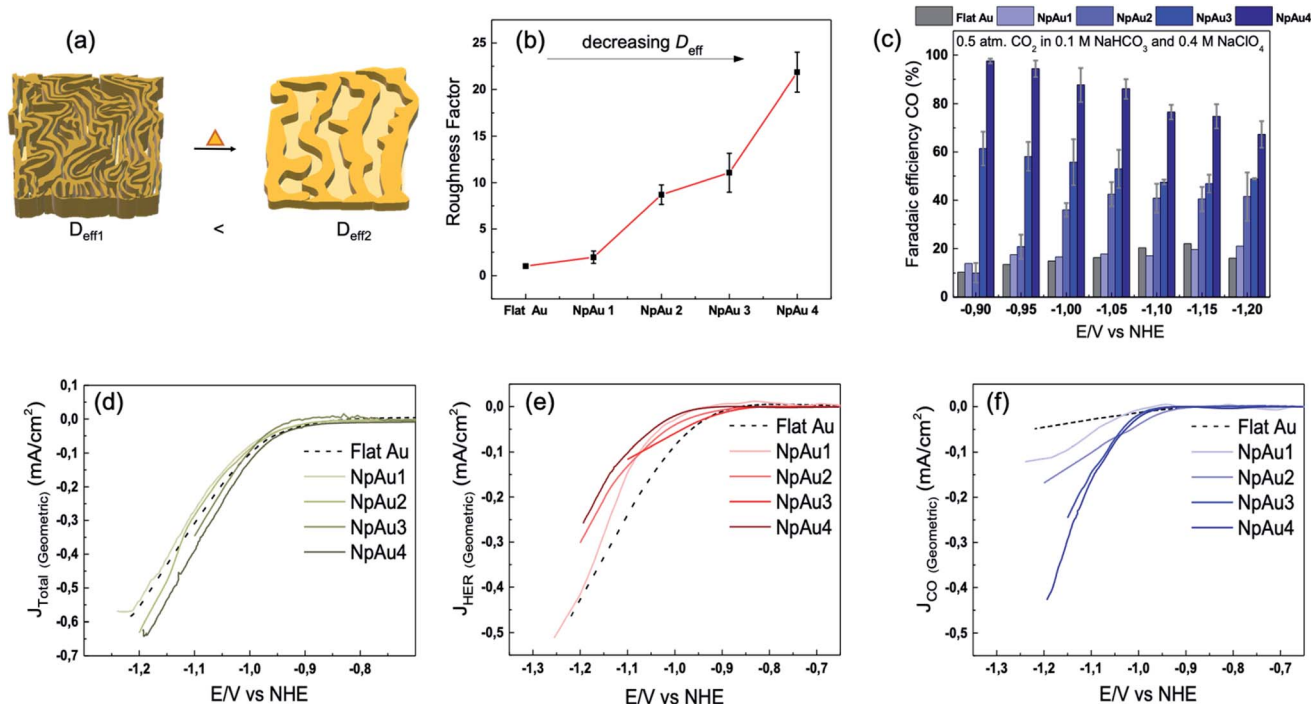 (a)
D_eff1 < D_eff2
(b)
decreasing D_eff
Roughness Factor
25
20
15
10
5
0
Flat Au NpAu 1 NpAu 2 NpAu 3 NpAu 4
Flat Au NpAu1 NpAu2 NpAu3 NpAu4
(c)
0.5 atm. CO2 in 0.1 M NaHCO3 and 0.4 M NaClO4
Faradaic efficiency CO (%)
100
80
60
40
20
0
-0,90 -0,95 -1,00 -1,05 -1,10 -1,15 -1,20
E/V vs NHE
(d)
J Total (Geometric) (mA/cm2)
0,1
0,0
-0,1
-0,2
-0,3
-0,4
-0,5
-0,6
-0,7
Flat Au
NpAu1
NpAu2
NpAu3
NpAu4
-1,2 -1,1 -1,0 -0,9 -0,8
E/V vs NHE
(e)
J HER (Geometric) (mA/cm2)
0,0
-0,1
-0,2
-0,3
-0,4
-0,5
Flat Au
NpAu1
NpAu2
NpAu3
NpAu4
-1,3 -1,2 -1,1 -1,0 -0,9 -0,8 -0,7
E/V vs NHE
(f)
J CO (Geometric) (mA/cm2)
0,0
-0,1
-0,2
-0,3
-0,4
-0,5
Flat Au
NpAu1
NpAu2
NpAu3
NpAu4
-1,3 -1,2 -1,1 -1,0 -0,9 -0,8 -0,7
E/V vs NHE